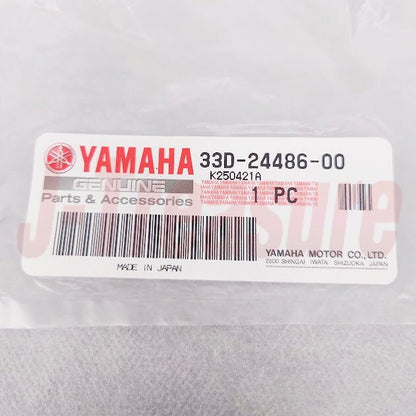 YAMAHA 33D-24486-00
K250421A
GENUINE
Parts & Accessories
1 PC
MADE IN JAPAN
YAMAHA MOTOR CO.,LTD.
2500 SHINGAI, IWATA, SHIZUOKA, JAPAN